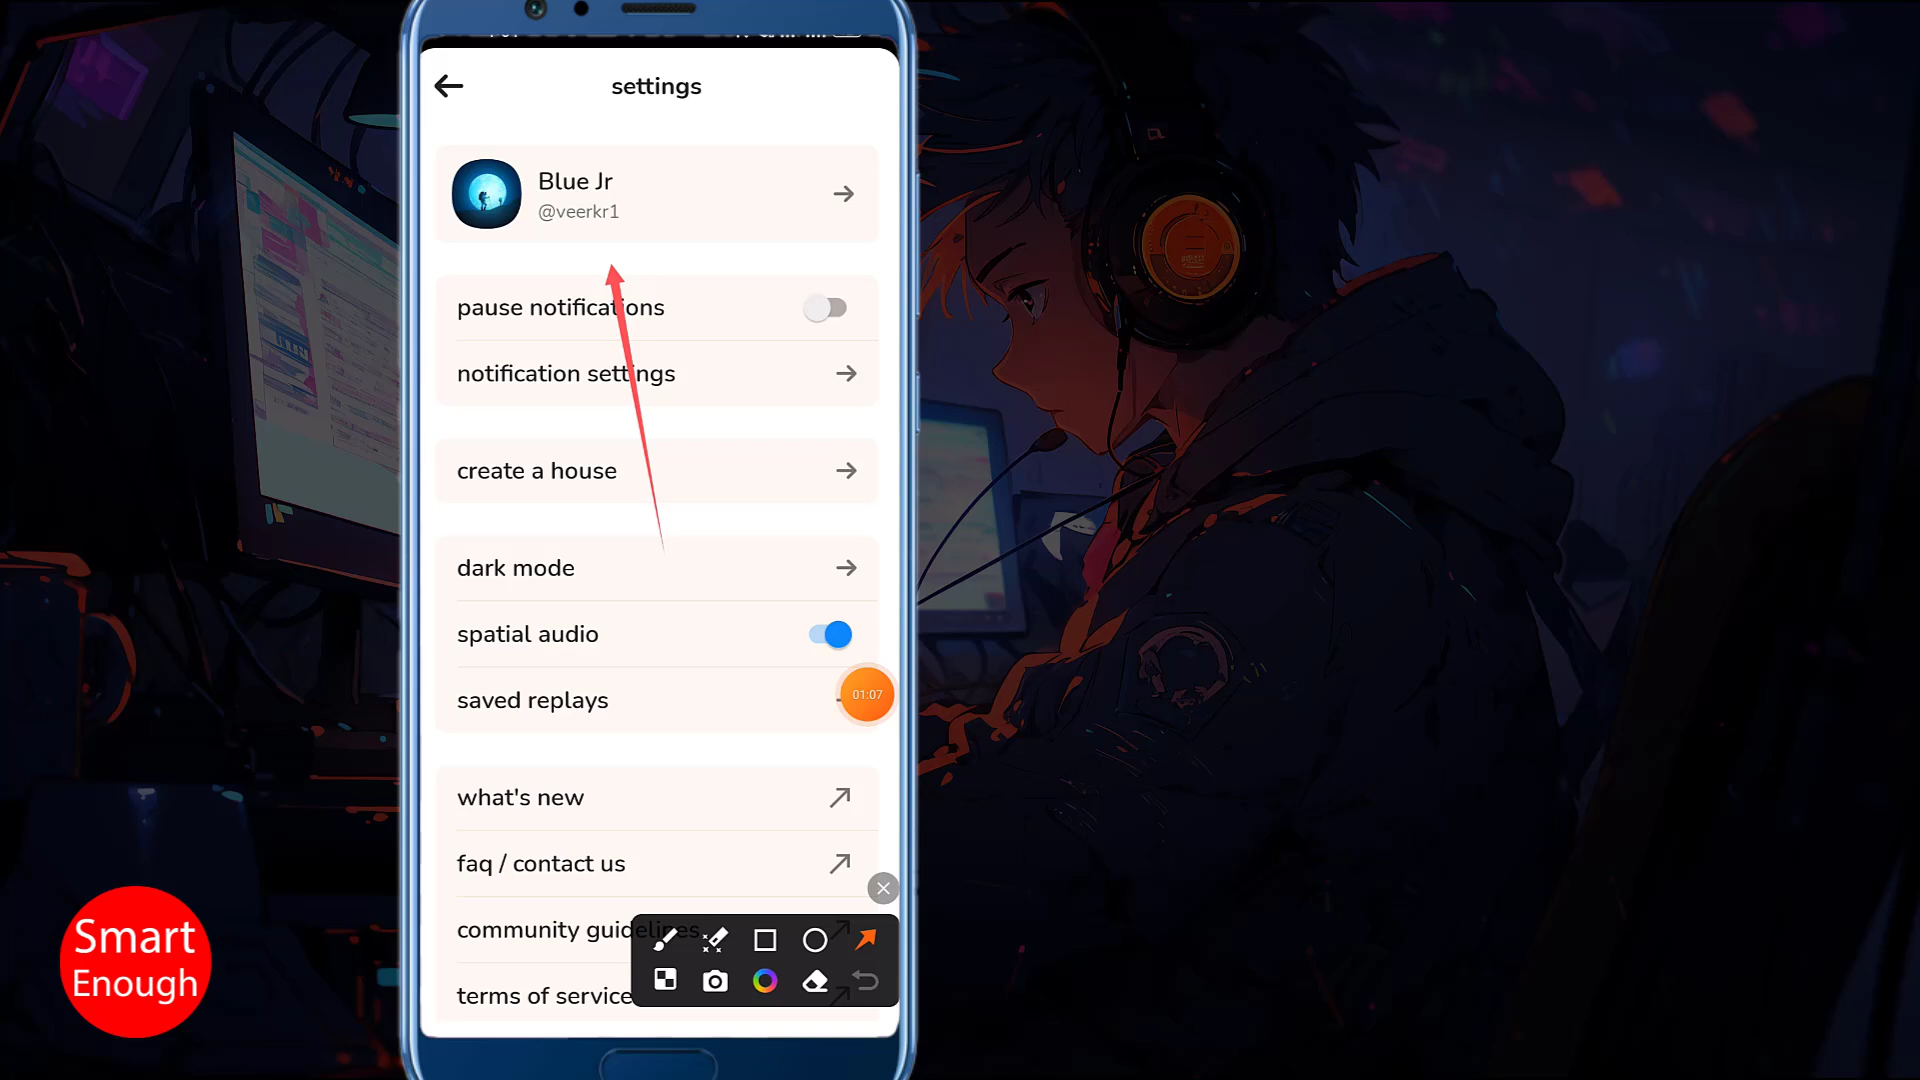 settings
Blue Jr
@veerkr1
pause notifications
notification settings
create a house
dark mode
spatial audio
saved replays
01:07
what's new
faq / contact us
community guidelines
terms of service
Smart
Enough